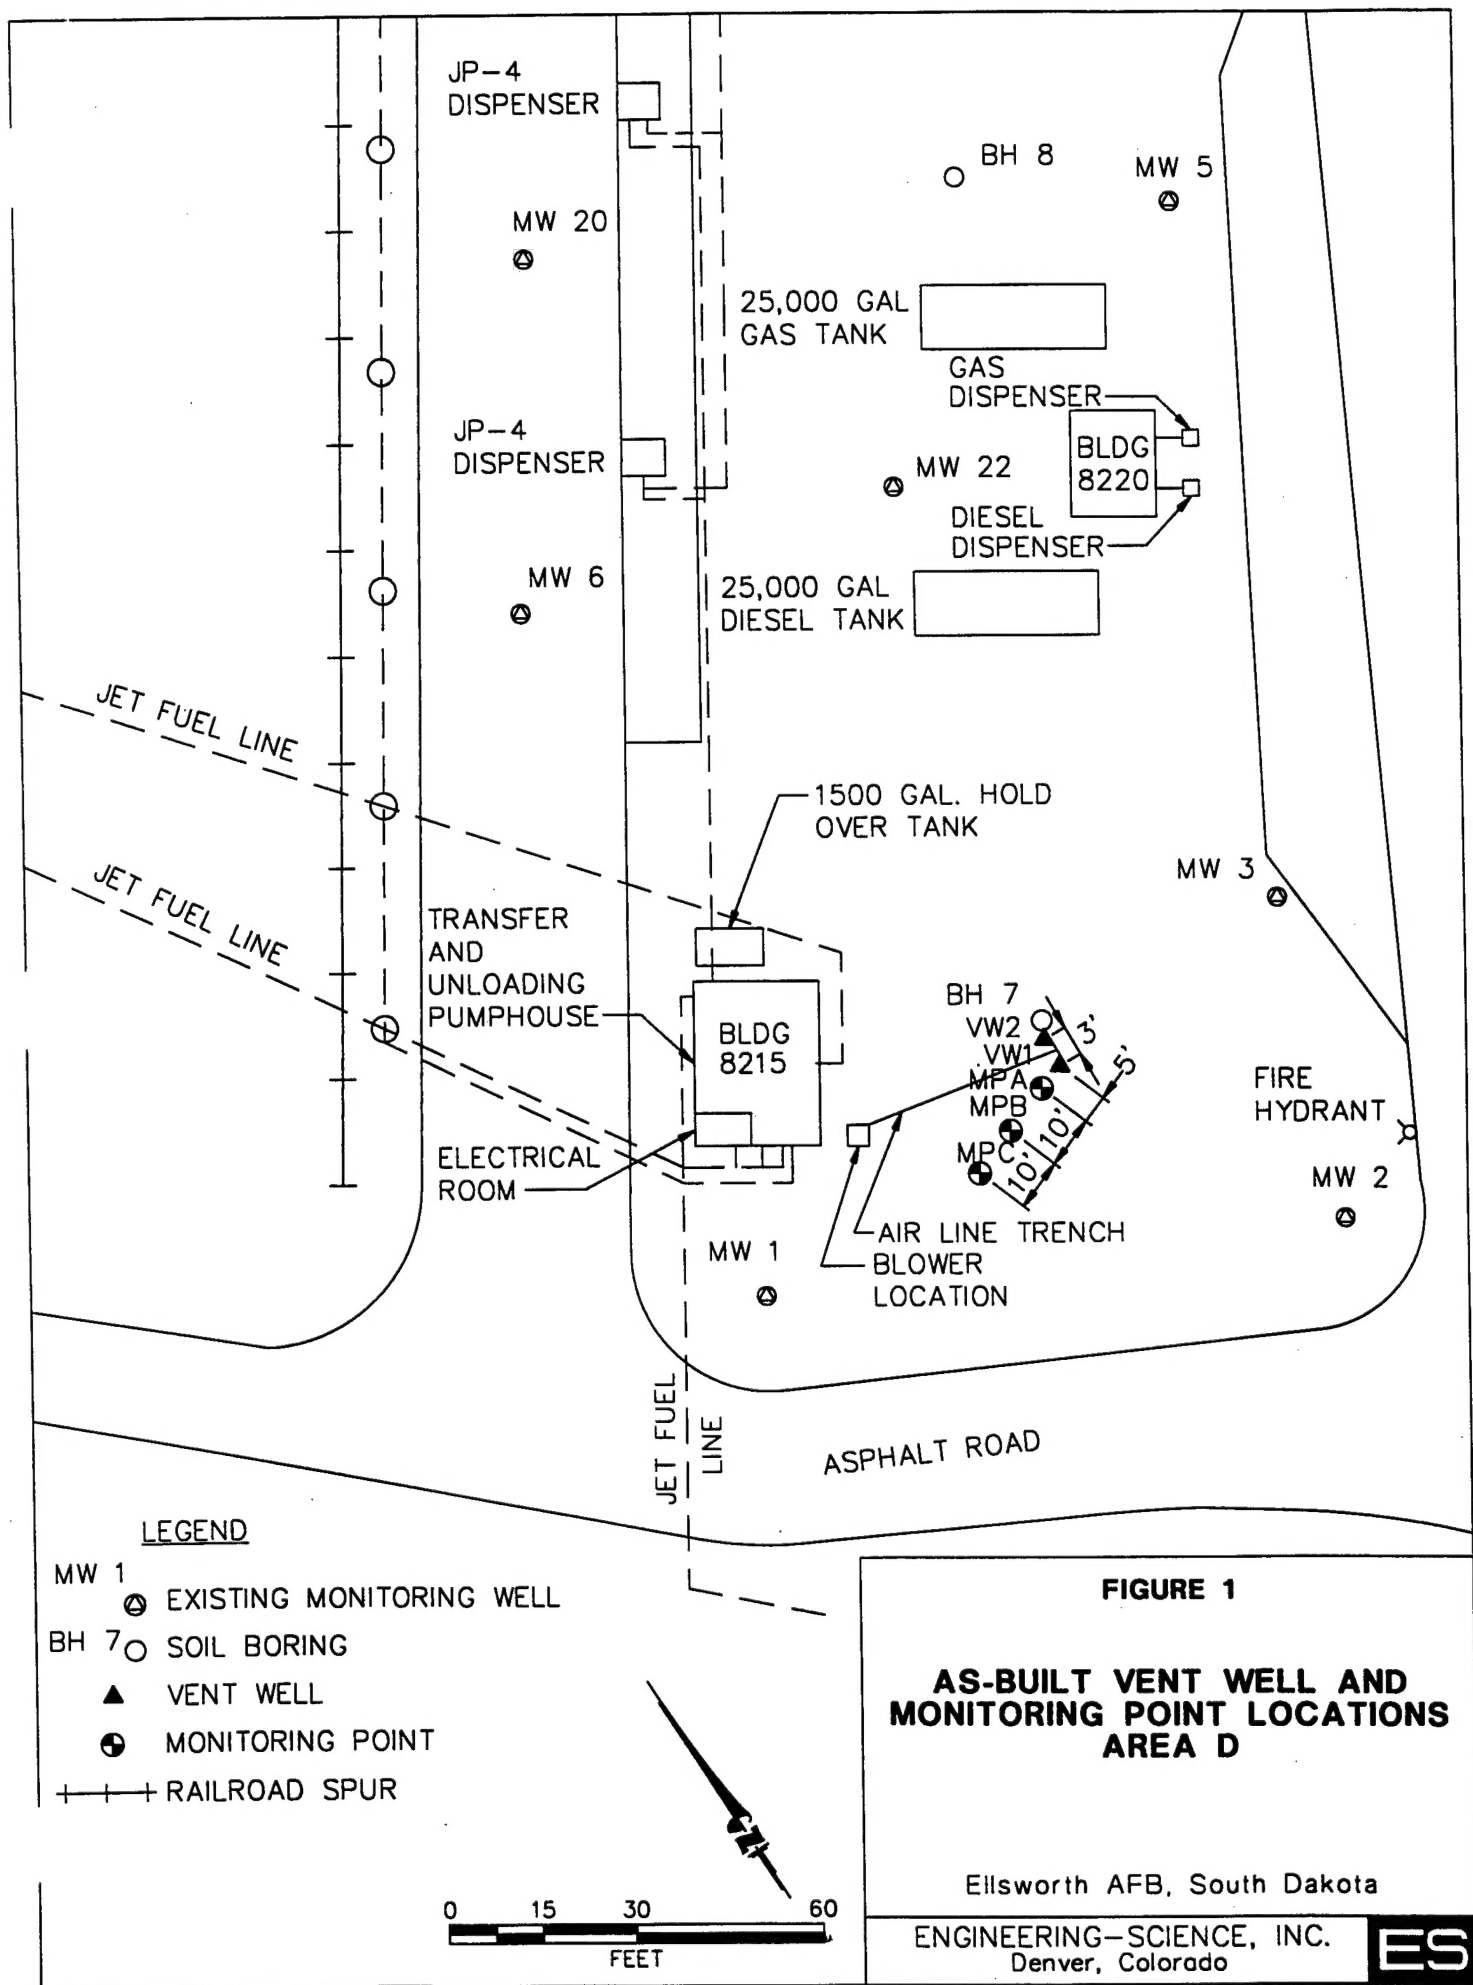 JP-4
DISPENSER
BH 8
MW 5
MW 20
25,000 GAL
GAS TANK
GAS
DISPENSER
JP-4
DISPENSER
BLDG
8220
MW 22
DIESEL
DISPENSER
MW 6
25,000 GAL
DIESEL TANK
JET FUEL LINE
1500 GAL. HOLD
OVER TANK
MW 3
JET FUEL LINE
TRANSFER
AND
UNLOADING
PUMPHOUSE
BLDG
8215
BH 7
VW2
VW1
MPA
MPB
MPC
3'
5'
10'
10'
FIRE
HYDRANT
ELECTRICAL
ROOM
MW 2
AIR LINE TRENCH
BLOWER
LOCATION
MW 1
JET FUEL
LINE
ASPHALT ROAD
LEGEND
MW 1
EXISTING MONITORING WELL
BH 7
SOIL BORING
VENT WELL
MONITORING POINT
RAILROAD SPUR
N
0 15 30 60
FEET
FIGURE 1
AS-BUILT VENT WELL AND
MONITORING POINT LOCATIONS
AREA D
Ellsworth AFB, South Dakota
ENGINEERING-SCIENCE, INC.
Denver, Colorado
ES